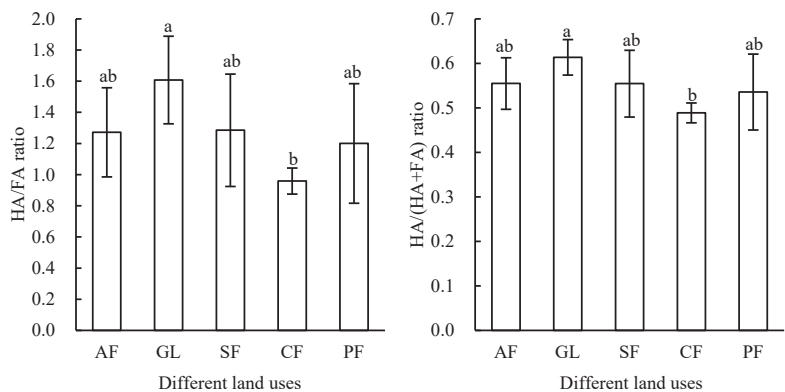 HA/FA ratio
2.0
1.8
1.6
1.4
1.2
1.0
0.8
0.6
0.4
0.2
0.0
ab
a
ab
b
ab
AF GL SF CF PF
Different land uses
HA/(HA+FA) ratio
0.7
0.6
0.5
0.4
0.3
0.2
0.1
0.0
ab
a
ab
b
ab
AF GL SF CF PF
Different land uses